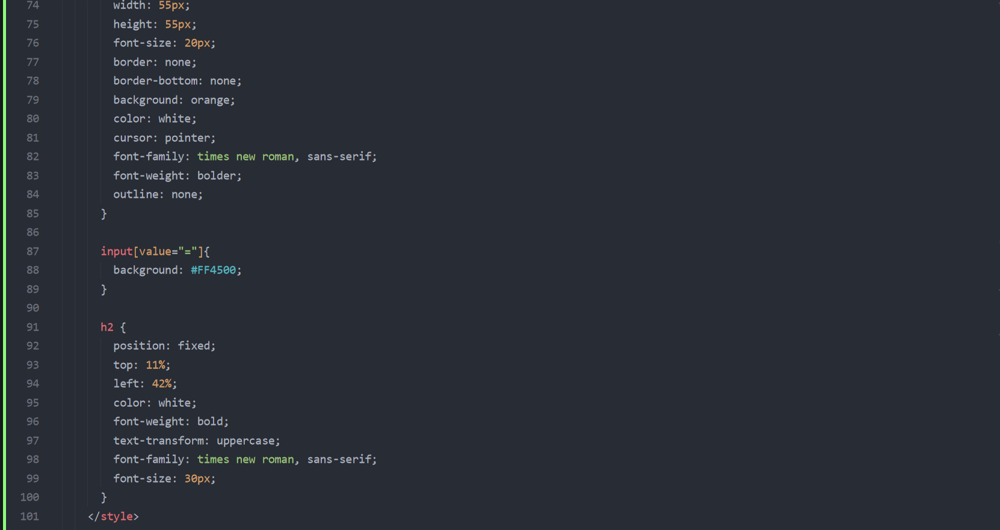 74 width: 55px;
75 height: 55px;
76 font-size: 20px;
77 border: none;
78 border-bottom: none;
79 background: orange;
80 color: white;
81 cursor: pointer;
82 font-family: times new roman, sans-serif;
83 font-weight: bolder;
84 outline: none;
85 }
86
87 input[value="="]{
88 background: #FF4500;
89 }
90
91 h2 {
92 position: fixed;
93 top: 11%;
94 left: 42%;
95 color: white;
96 font-weight: bold;
97 text-transform: uppercase;
98 font-family: times new roman, sans-serif;
99 font-size: 30px;
100 }
101 </style>